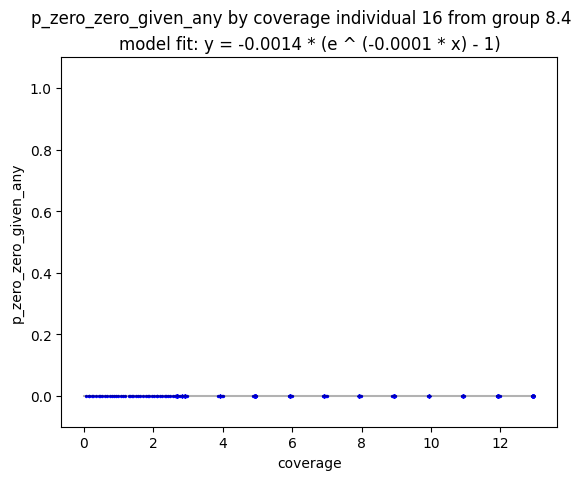 p_zero_zero_given_any by coverage individual 16 from group 8.4
model fit: y = -0.0014 * (e ^ (-0.0001 * x) - 1)
1.0
0.8
0.6
0.4
0.2
0.0
p_zero_zero_given_any
0 2 4 6 8 10 12
coverage